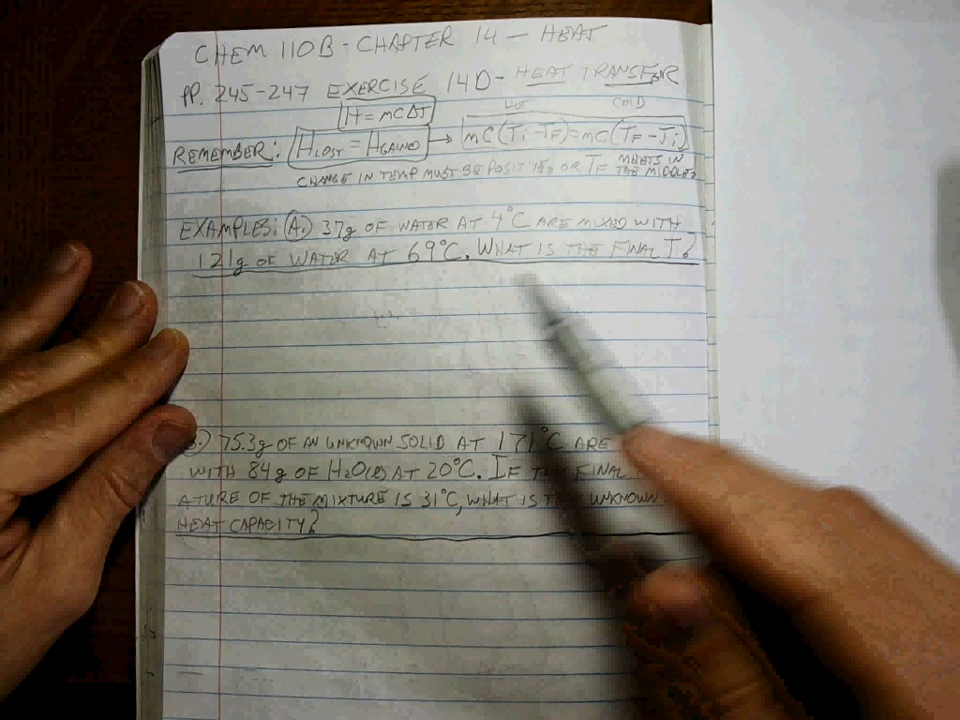 CHEM 110B - CHAPTER 14 - HEAT
PP. 245-247 EXERCISE 14D - HEAT TRANSFER
H = mCΔT
HOT COLD
REMEMBER: HLOST = HGAINED → mC(Ti - TF) = mC(TF - Ti)
CHANGE IN TEMP MUST BE POSITIVE OR TF MEETS IN
THE MIDDLE
EXAMPLES: A.) 37g OF WATER AT 4°C ARE MIXED WITH
121g OF WATER AT 69°C. WHAT IS THE FINAL T?
75.3g OF AN UNKNOWN SOLID AT 171°C ARE
WITH 84g OF H2O(l) AT 20°C. IF THE FINAL
ATURE OF THE MIXTURE IS 31°C, WHAT IS THE UNKNOWN
HEAT CAPACITY?